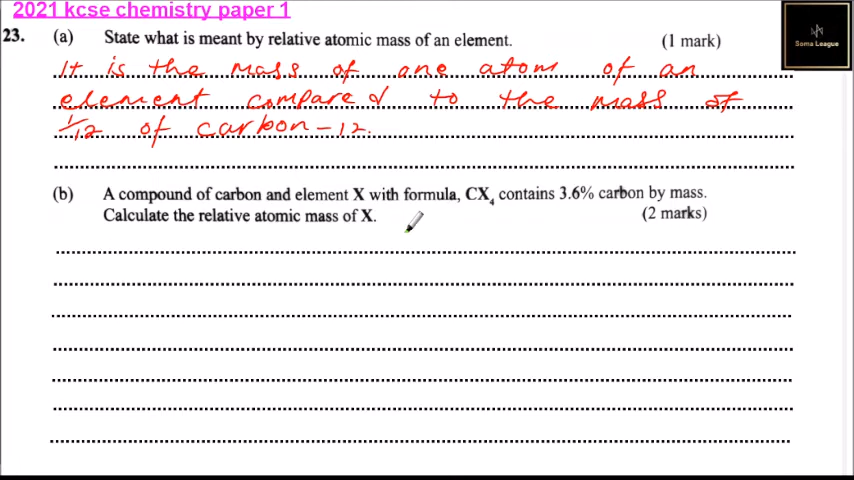 2021 kcse chemistry paper 1
23. (a) State what is meant by relative atomic mass of an element. (1 mark)
It is the mass of one atom of an
element compared to the mass of
1/12 of carbon-12.
(b) A compound of carbon and element X with formula, CX₄ contains 3.6% carbon by mass.
Calculate the relative atomic mass of X. (2 marks)
Soma League